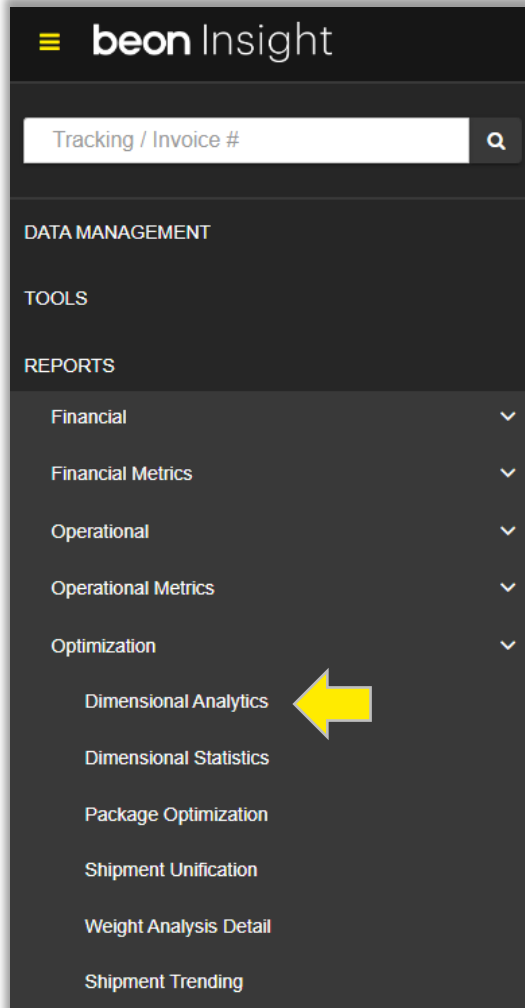 beon Insight
Tracking / Invoice #
DATA MANAGEMENT
TOOLS
REPORTS
Financial
Financial Metrics
Operational
Operational Metrics
Optimization
Dimensional Analytics
Dimensional Statistics
Package Optimization
Shipment Unification
Weight Analysis Detail
Shipment Trending